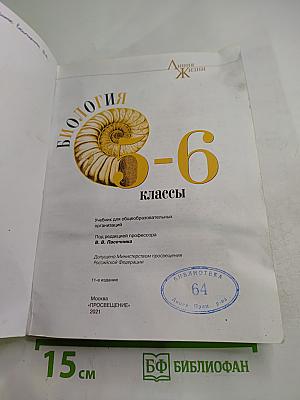 Линия
Жизни
БИОЛОГИЯ
5-6
классы
Учебник для общеобразовательных
организаций
Под редакцией профессора
В. В. Пасечника
Допущено Министерством просвещения
Российской Федерации
11-е издание
Москва
«ПРОСВЕЩЕНИЕ»
2021
БИБЛИОТЕКА
64
15 см
БФ БИБЛИОФАН